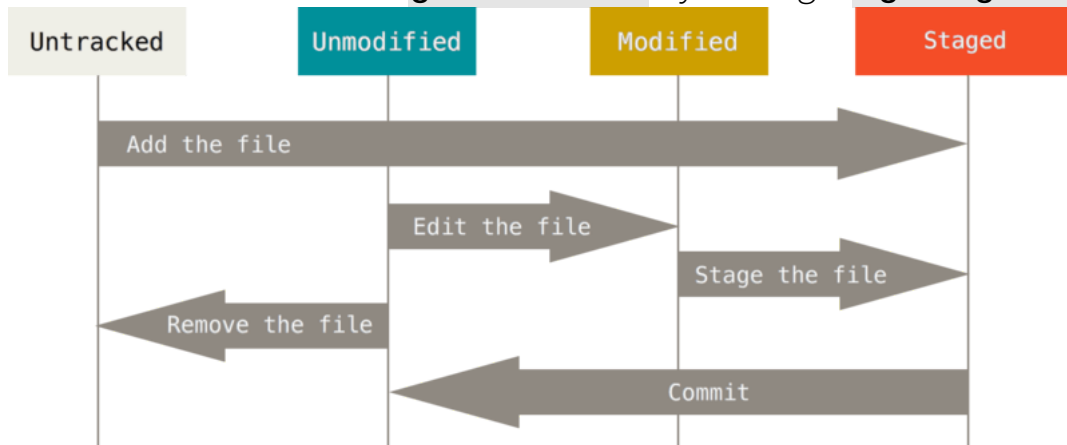 Untracked
Unmodified
Modified
Staged
Add the file
Edit the file
Stage the file
Remove the file
Commit